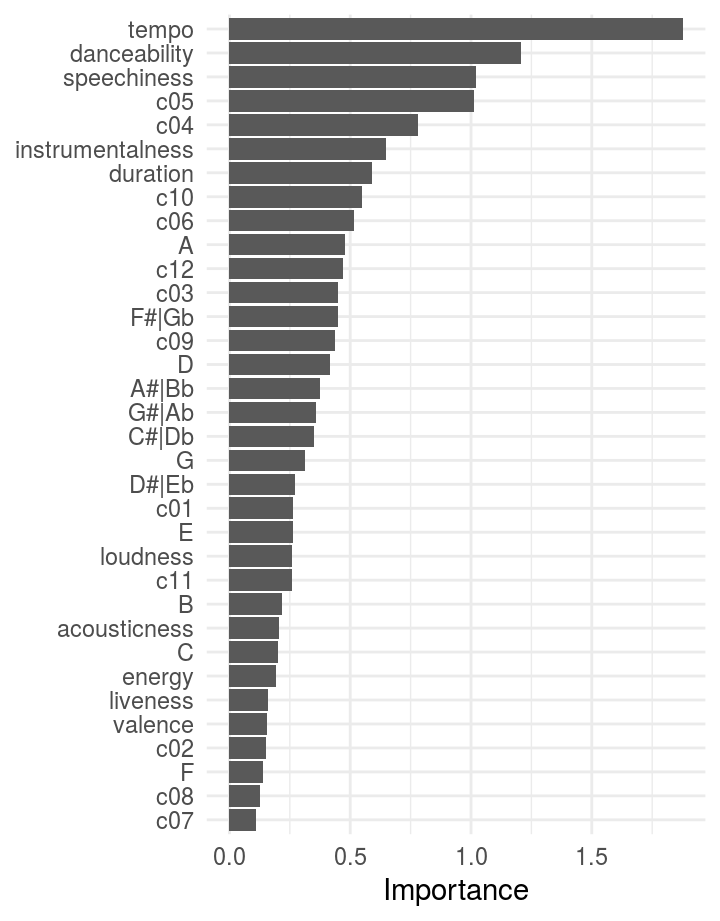 tempo
danceability
speechiness
c05
c04
instrumentalness
duration
c10
c06
A
c12
c03
F#|Gb
c09
D
A#|Bb
G#|Ab
C#|Db
G
D#|Eb
c01
E
loudness
c11
B
acousticness
C
energy
liveness
valence
c02
F
c08
c07
0.0 0.5 1.0 1.5
Importance